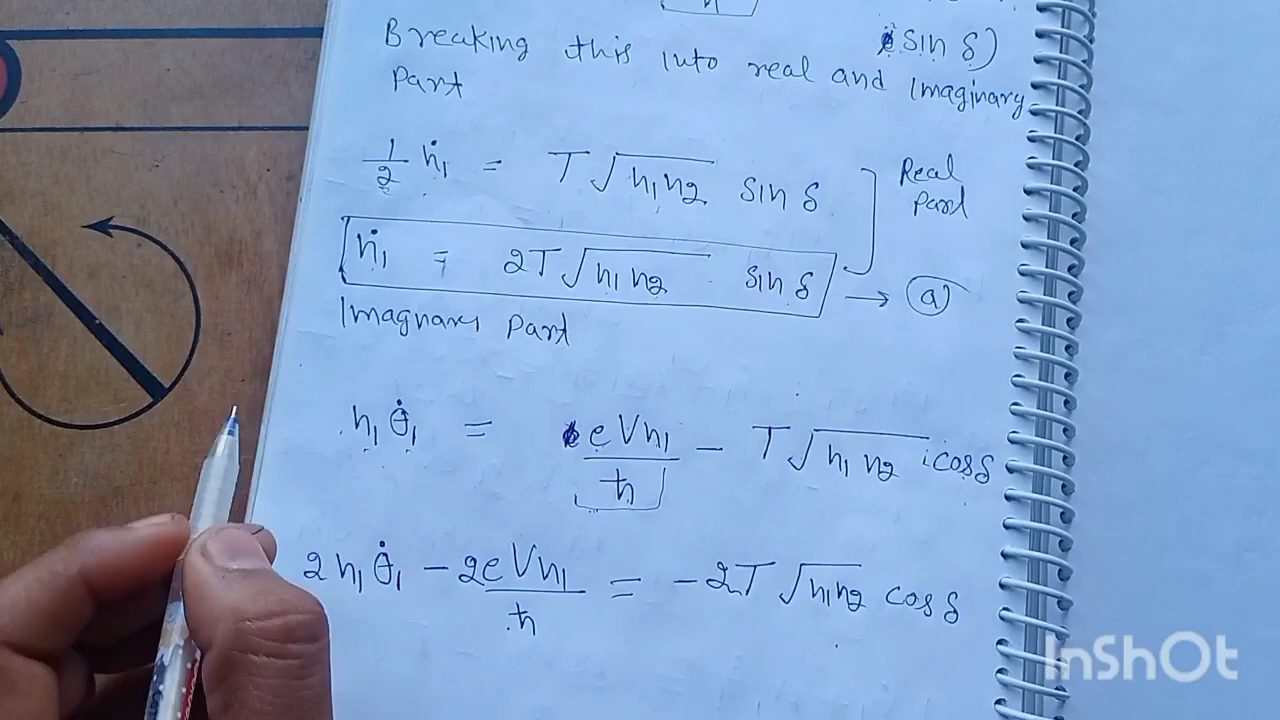 i sin δ)
Breaking this into real and Imaginary
Part
1/2 ṅ₁ = T√n₁n₂ sin δ
Real
Part
ṅ₁ = 2T√n₁n₂ sin δ → (a)
Imagnary Part
n₁ θ̇₁ = eVn₁/ħ - T√n₁n₂ cos δ
2n₁ θ̇₁ - 2eVn₁/ħ = -2T√n₁n₂ cos δ
InShOt